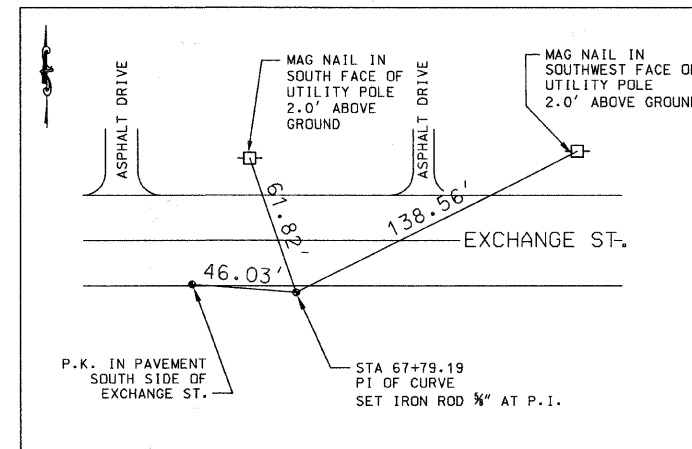 MAG NAIL IN
SOUTH FACE OF
UTILITY POLE
2.0' ABOVE
GROUND
MAG NAIL IN
SOUTHWEST FACE OF
UTILITY POLE
2.0' ABOVE GROUND
ASPHALT DRIVE
ASPHALT DRIVE
61.82'
138.56'
EXCHANGE ST.
46.03'
P.K. IN PAVEMENT
SOUTH SIDE OF
EXCHANGE ST.
STA 67+79.19
PI OF CURVE
SET IRON ROD ⅝" AT P.I.